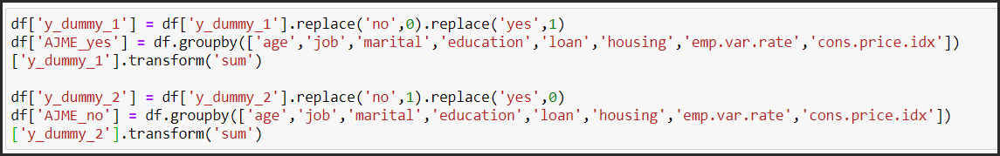 df['y_dummy_1'] = df['y_dummy_1'].replace('no',0).replace('yes',1)
df['AJME_yes'] = df.groupby(['age','job','marital','education','loan','housing','emp.var.rate','cons.price.idx'])
['y_dummy_1'].transform('sum')
df['y_dummy_2'] = df['y_dummy_2'].replace('no',1).replace('yes',0)
df['AJME_no'] = df.groupby(['age','job','marital','education','loan','housing','emp.var.rate','cons.price.idx'])
['y_dummy_2'].transform('sum')